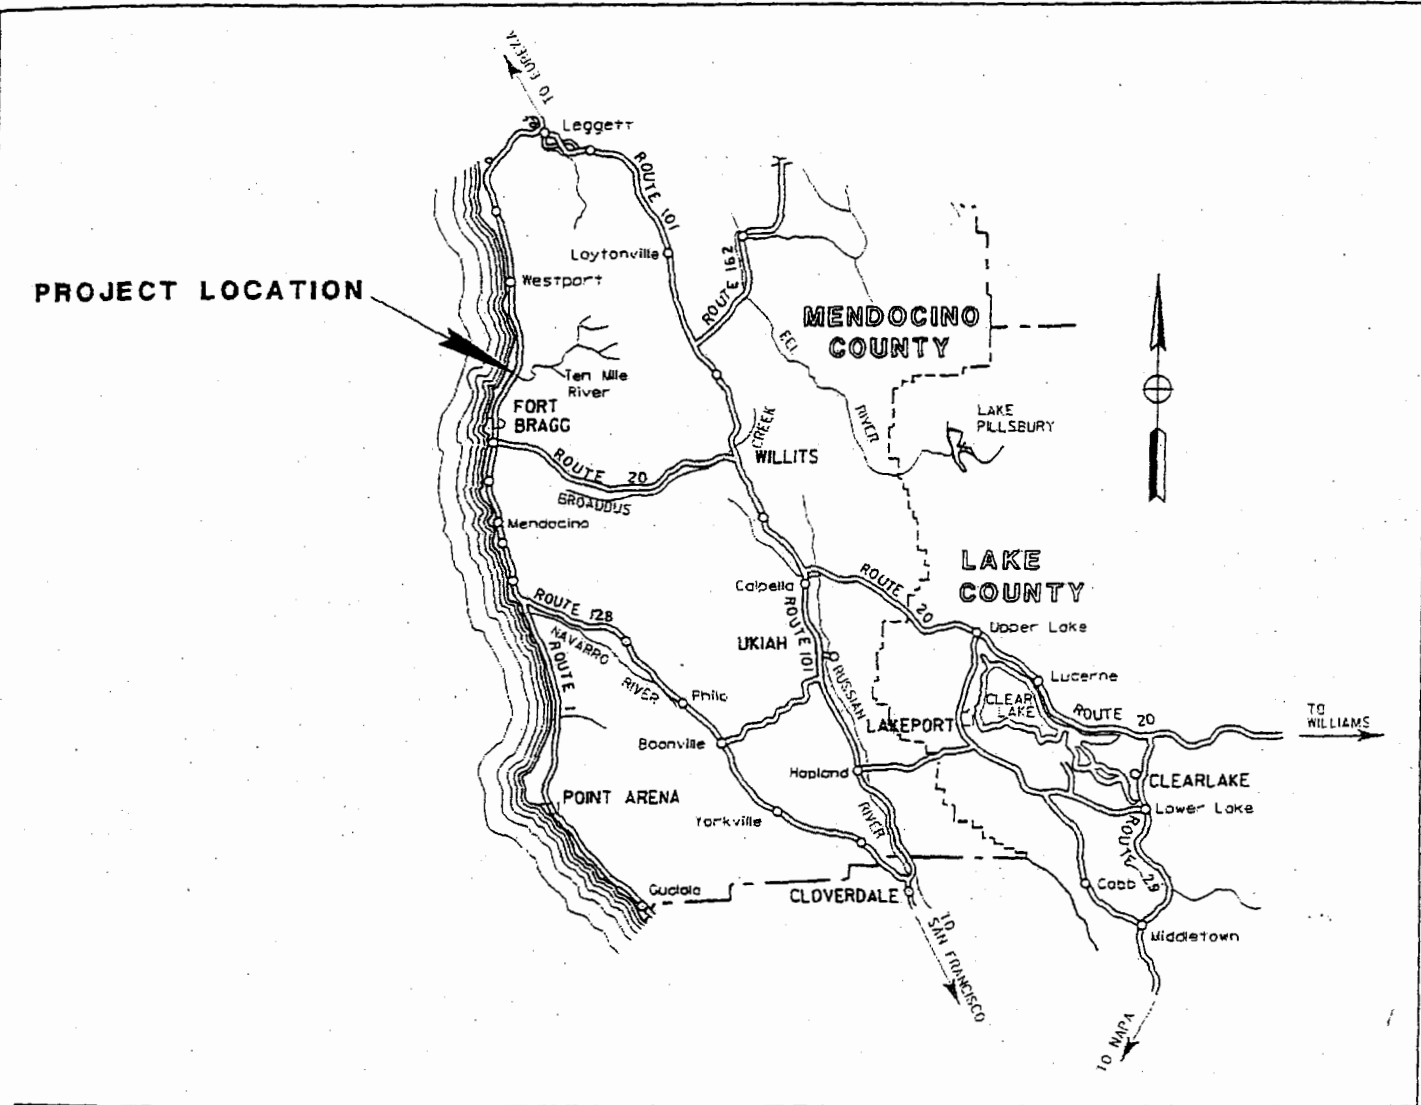 TO EUREKA
Leggett
ROUTE 101
Laytonville
ROUTE 162
Westport
PROJECT LOCATION
MENDOCINO
COUNTY
EEL
RIVER
Ten Mile
River
FORT
BRAGG
LAKE
PILLSBURY
CREEK
WILLITS
ROUTE 20
BROADDUS
Mendocino
LAKE
COUNTY
Calpella
ROUTE 20
ROUTE 128
NAVARRO
RIVER
ROUTE 1
ROUTE 101
UKIAH
RUSSIAN
RIVER
Upper Lake
Lucerne
CLEAR
LAKE
ROUTE 20
TO
WILLIAMS
Philo
LAKEPORT
Boonville
Hopland
CLEARLAKE
POINT ARENA
Yorkville
Lower Lake
ROUTE 29
Gualala
CLOVERDALE
Cobb
Middletown
TO
SAN FRANCISCO
TO NAPA